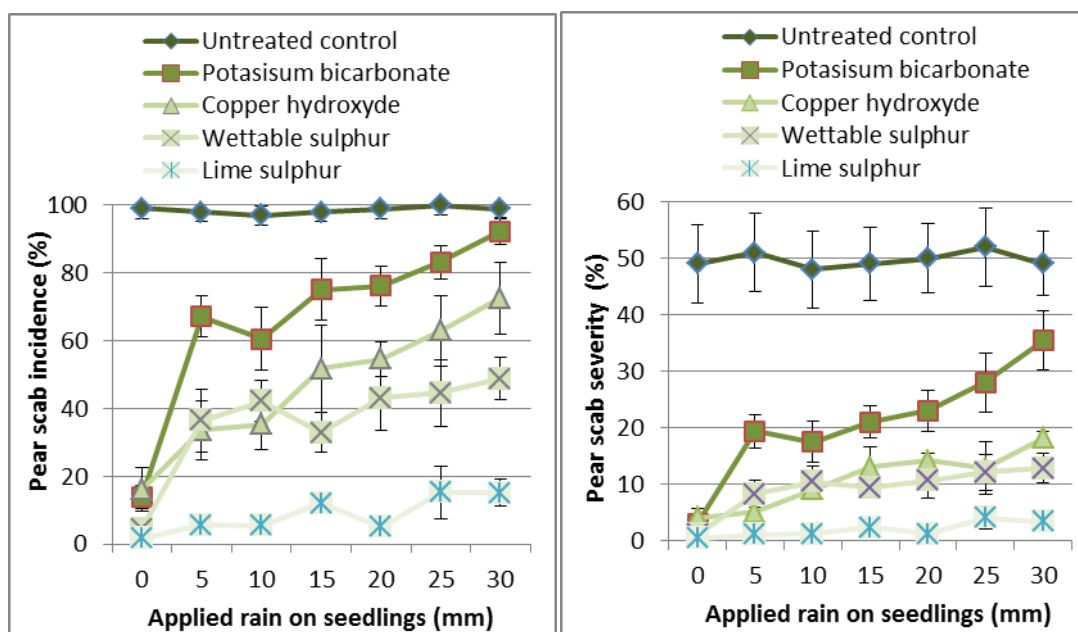 Untreated control
Potasisum bicarbonate
Copper hydroxyde
Wettable sulphur
Lime sulphur
Pear scab incidence (%)
100
80
60
40
20
0
0 5 10 15 20 25 30
Applied rain on seedlings (mm)
Untreated control
Potasisum bicarbonate
Copper hydroxyde
Wettable sulphur
Lime sulphur
Pear scab severity (%)
60
50
40
30
20
10
0
0 5 10 15 20 25 30
Applied rain on seedlings (mm)